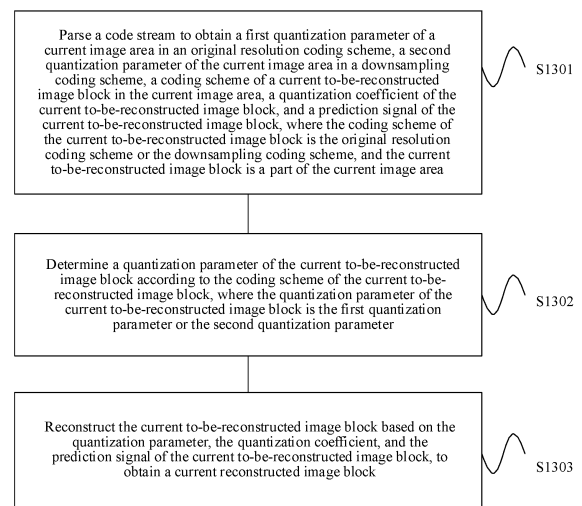 Parse a code stream to obtain a first quantization parameter of a
current image area in an original resolution coding scheme, a second
quantization parameter of the current image area in a downsampling
coding scheme, a coding scheme of a current to-be-reconstructed
image block in the current image area, a quantization coefficient of the
current to-be-reconstructed image block, and a prediction signal of the
current to-be-reconstructed image block, where the coding scheme of
the current to-be-reconstructed image block is the original resolution
coding scheme or the downsampling coding scheme, and the current
to-be-reconstructed image block is a part of the current image area
S1301
Determine a quantization parameter of the current to-be-reconstructed
image block according to the coding scheme of the current to-be-
reconstructed image block, where the quantization parameter of the
current to-be-reconstructed image block is the first quantization
parameter or the second quantization parameter
S1302
Reconstruct the current to-be-reconstructed image block based on the
quantization parameter, the quantization coefficient, and the
prediction signal of the current to-be-reconstructed image block, to
obtain a current reconstructed image block
S1303